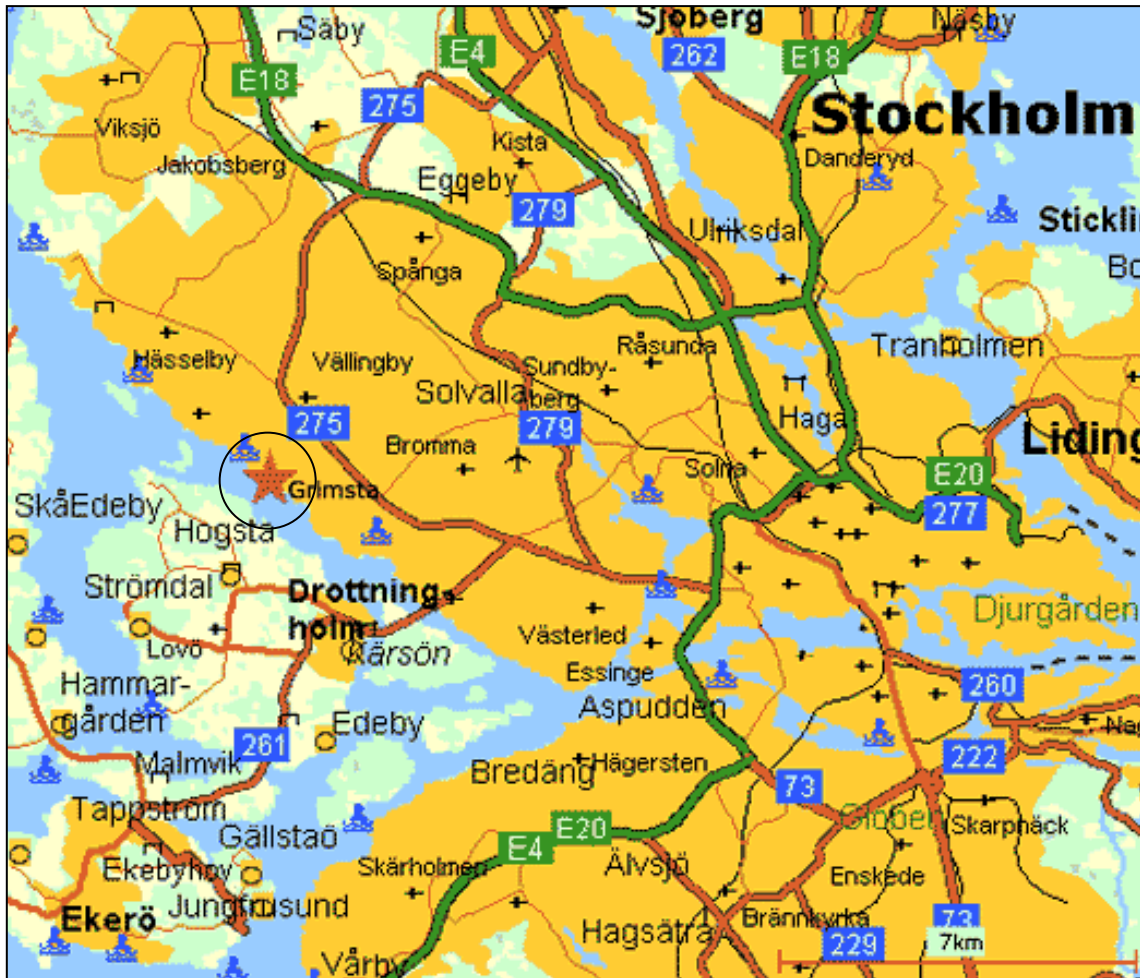 Säby
E4
Sjöberg
Näsby
262
E18
E18
275
Stockholm
Viksjö
Kista
Jakobsberg
Danderyd
Eggeby
279
Ulriksdal
Spånga
Hässelby
Vällingby
Råsunda
Tranholmen
Sundby-
berg
Solvalla
Haga
275
279
Bromma
Solna
E20
Grimsta
SkåEdeby
277
Hogsta
Strömdal
Drottning-
holm
Djurgården
Lovö
Kärsön
Västerled
Essinge
Hammar-
gården
260
Aspudden
Edeby
261
222
Malmvik
Bredäng
Hägersten
73
Tappström
Gällstaö
E20
Skarpnäck
E4
Ekebyhov
Skärholmen
Älvsjö
Enskede
Ekerö
Jungfrusund
Hagsätra
Brännkyrka
73
229
7km
Vårby